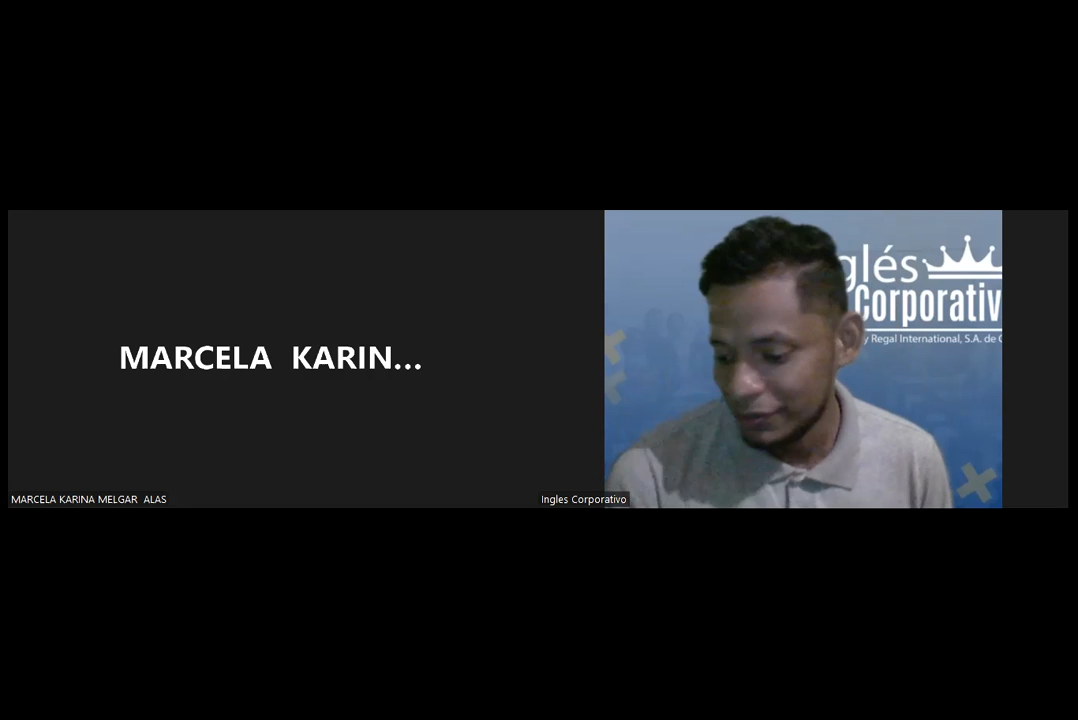 MARCELA KARIN...
MARCELA KARINA MELGAR ALAS
glés
Corporativ
y Regal International, S.A. de C
Ingles Corporativo